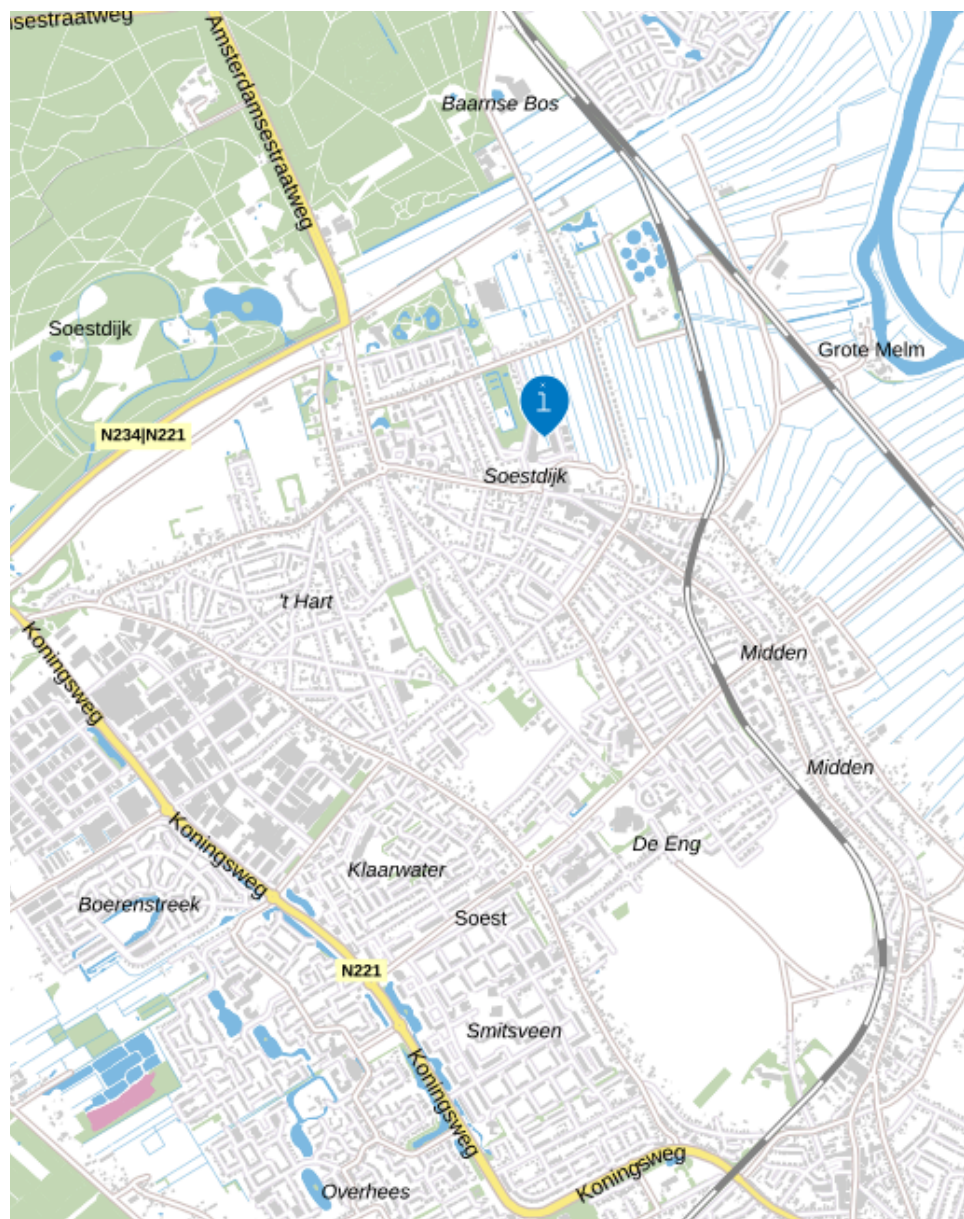 sestraatweg
Amsterdamsestraatweg
Baarnse Bos
Soestdijk
Grote Melm
N234|N221
i
Soestdijk
't Hart
Koningsweg
Midden
Midden
Koningsweg
De Eng
Klaarwater
Boerenstreek
Soest
N221
Smitsveen
Koningsweg
Koningsweg
Overhees